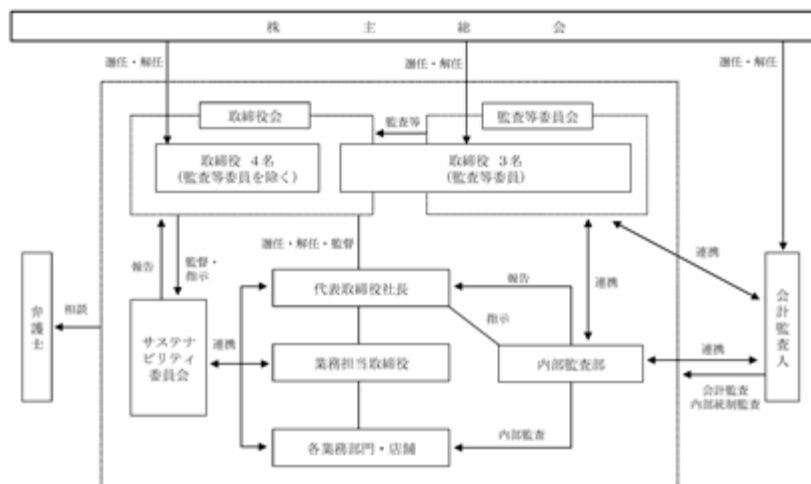 株主総会
選任・解任
選任・解任
選任・解任
取締役会
監査等
監査等委員会
取締役 4名
(監査等委員を除く)
取締役 3名
(監査等委員)
選任・解任・監督
報告
監督・
指示
連携
連携
弁護士
相談
サステナ
ビリティ
委員会
連携
代表取締役社長
報告
指示
業務担当取締役
内部監査部
連携
会計監査人
会計監査
内部統制監査
各業務部門・店舗
内部監査